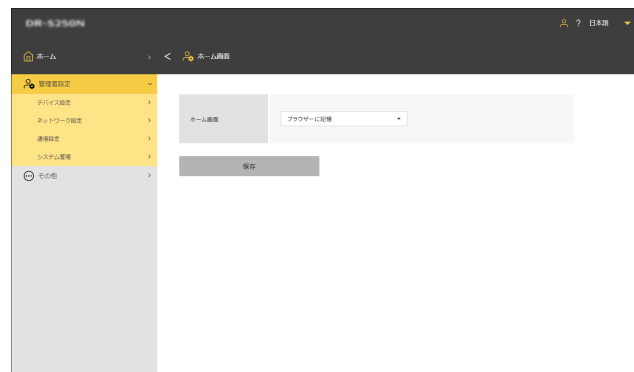 DR-S250N
? 日本語
ホーム
ホーム画面
管理者設定
デバイス設定
ネットワーク設定
通信設定
システム管理
その他
ホーム画面
ブラウザーに記憶
保存